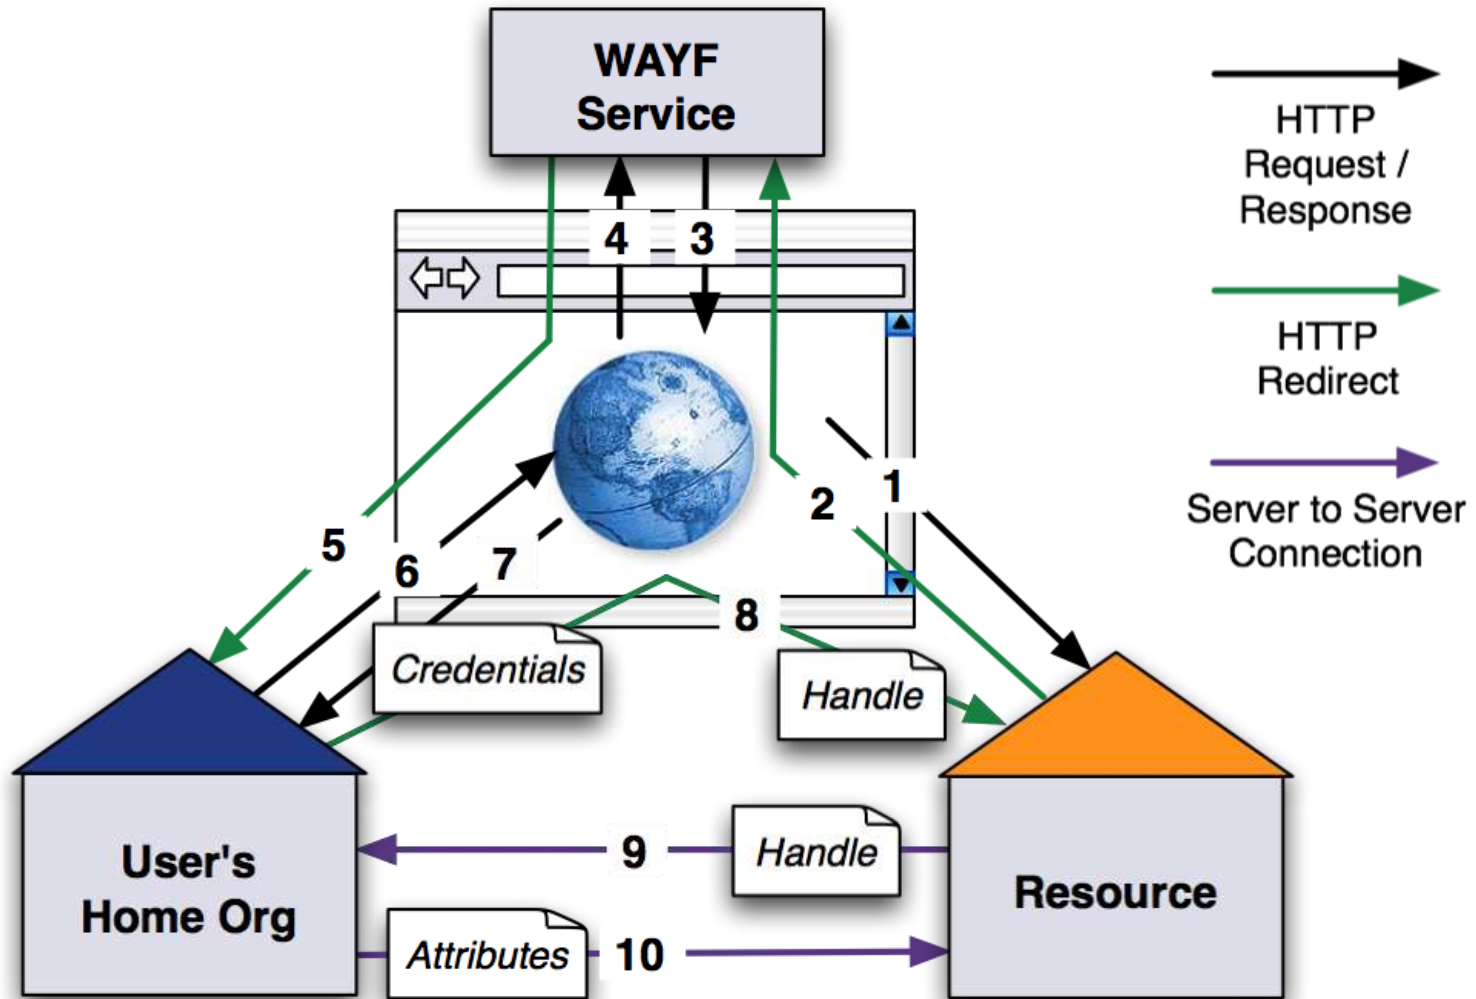 WAYF
Service
HTTP
Request /
Response
4
3
HTTP
Redirect
1
2
Server to Server
Connection
5
6
7
8
Credentials
Handle
9
Handle
User's
Home Org
Resource
Attributes
10